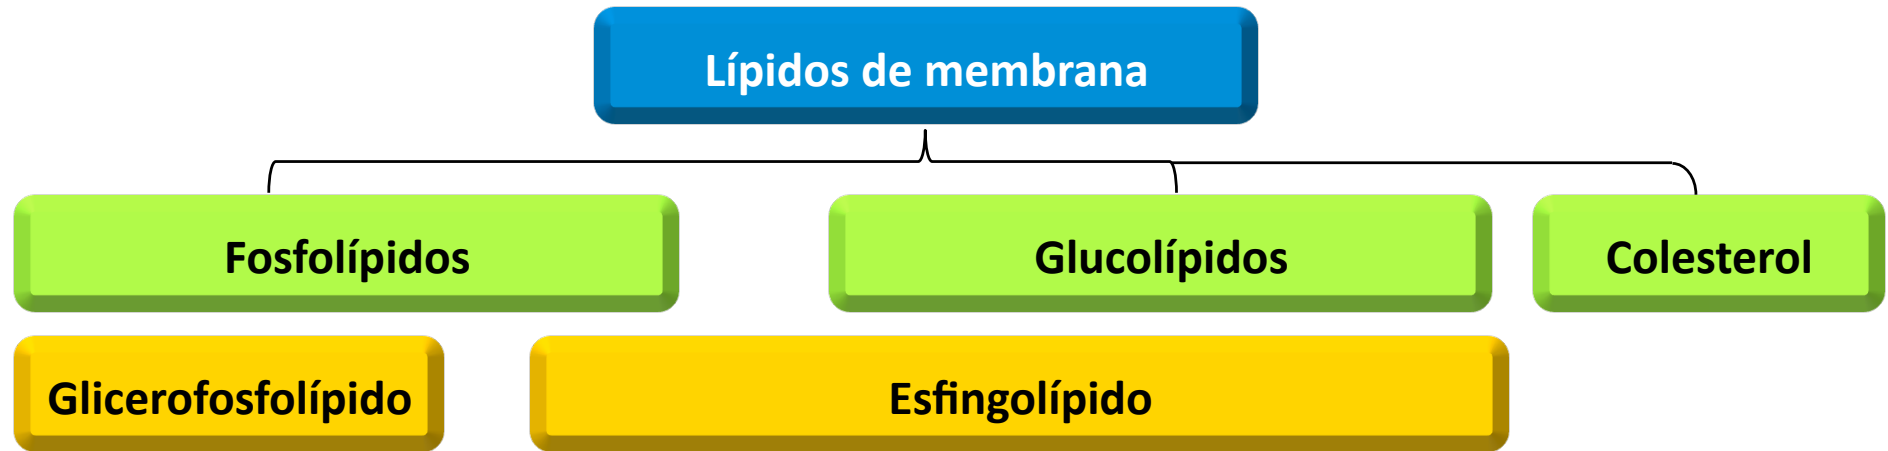 Lípidos de membrana
Fosfolípidos
Glucolípidos
Colesterol
Glicerofosfolípido
Esfingolípido